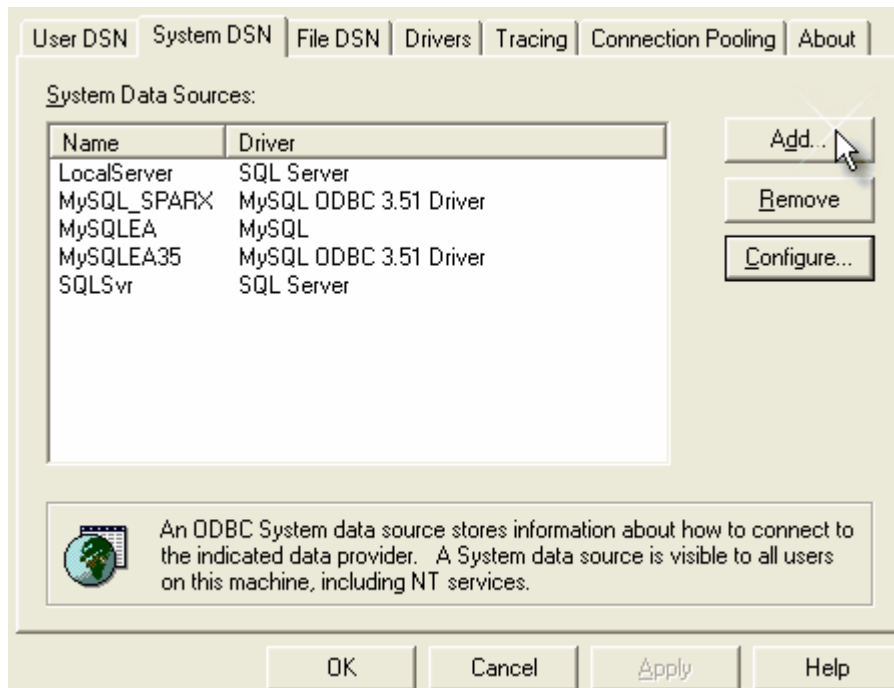 User DSN System DSN File DSN Drivers Tracing Connection Pooling About
System Data Sources:
Name Driver
LocalServer SQL Server
MySQL_SPARX MySQL ODBC 3.51 Driver
MySQLEA MySQL
MySQLEA35 MySQL ODBC 3.51 Driver
SQLSvr SQL Server
Add...
Remove
Configure...
An ODBC System data source stores information about how to connect to
the indicated data provider. A System data source is visible to all users
on this machine, including NT services.
OK Cancel Apply Help